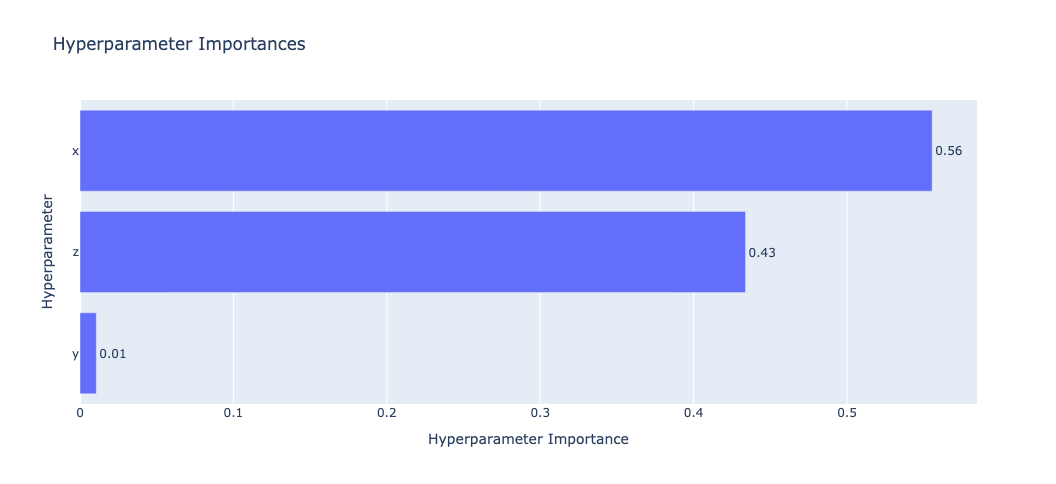 Hyperparameter Importances
Hyperparameter
x
0.56
z
0.43
y
0.01
0 0.1 0.2 0.3 0.4 0.5
Hyperparameter Importance